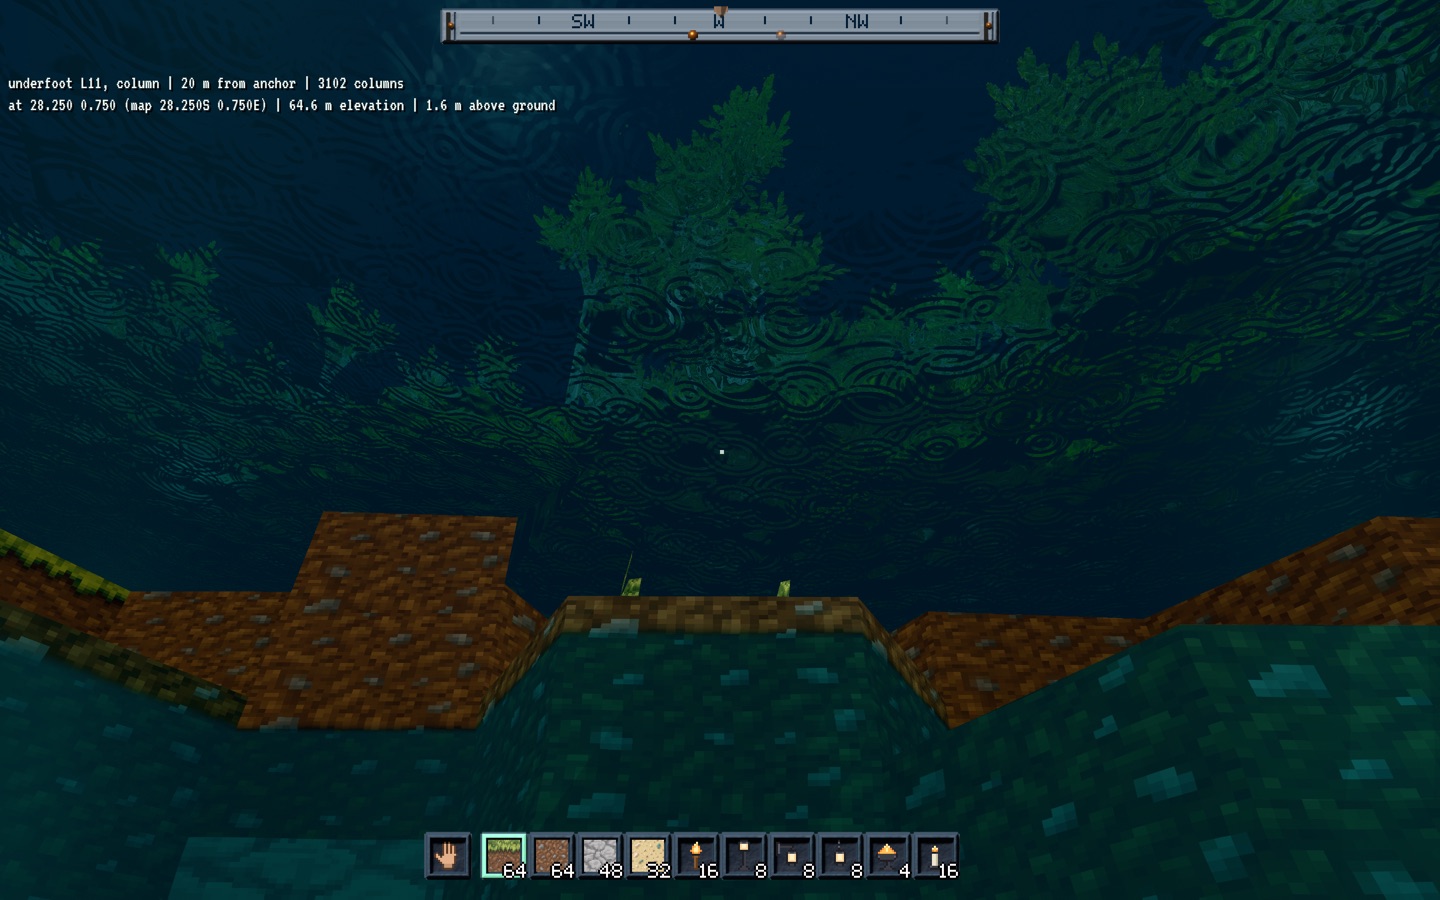 SW W NW
underfoot L11, column | 20 m from anchor | 3102 columns
at 28.250 0.750 (map 28.250S 0.750E) | 64.6 m elevation | 1.6 m above ground
64 64 48 32 16 8 8 8 4 16